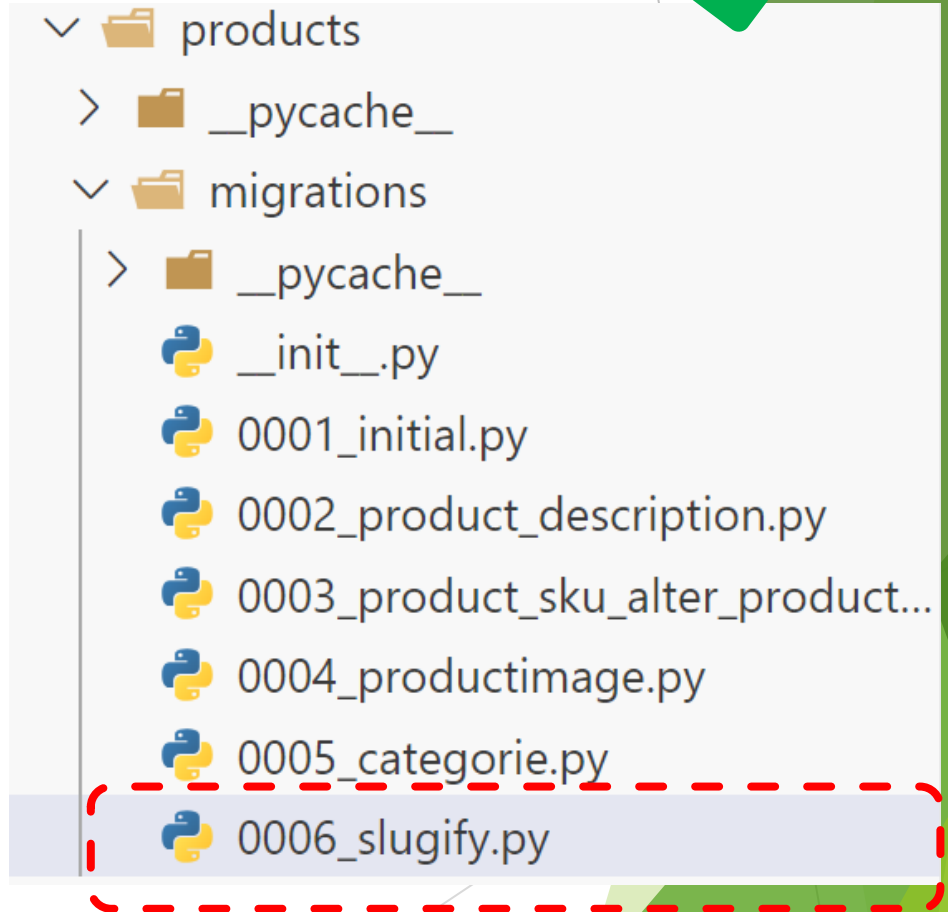 products
__pycache__
migrations
__pycache__
__init__.py
0001_initial.py
0002_product_description.py
0003_product_sku_alter_product...
0004_productimage.py
0005_categorie.py
0006_slugify.py